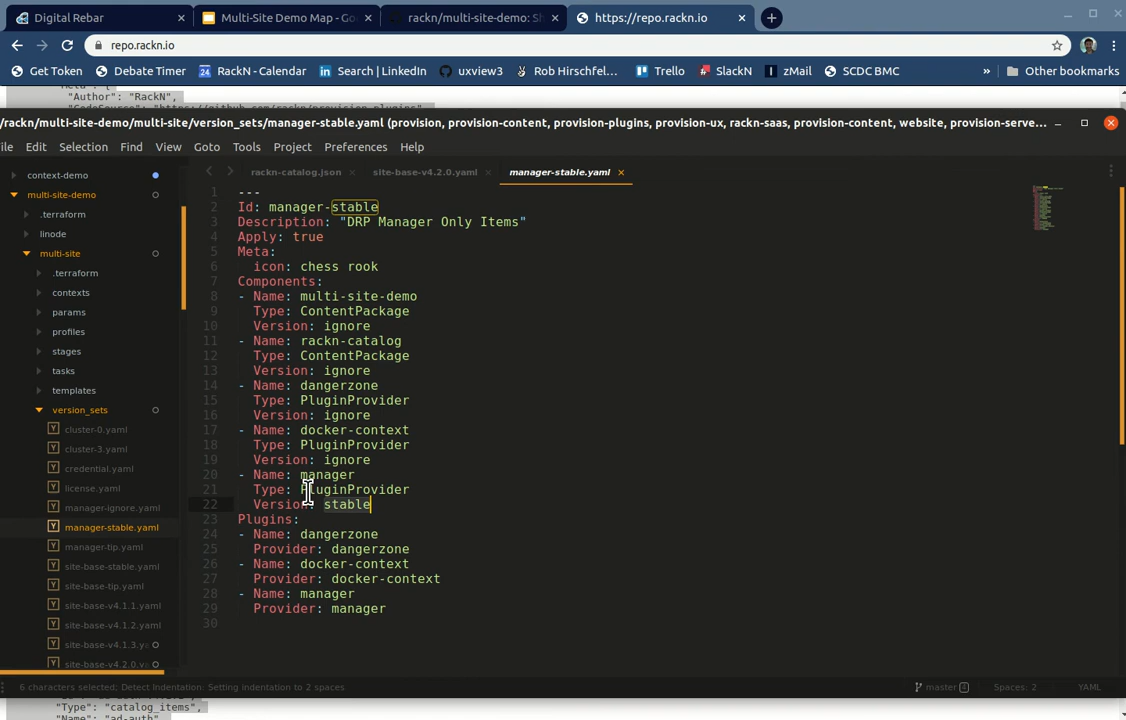 Digital Rebar
Multi-Site Demo Map - Go
rackn/multi-site-demo: S
https://repo.rackn.io
repo.rackn.io
Get Token
Debate Timer
RackN - Calendar
Search | LinkedIn
uxview3
Rob Hirschfel...
Trello
SlackN
zMail
SCDC BMC
»
Other bookmarks
"Author": "RackN",
/rackn/multi-site-demo/multi-site/version_sets/manager-stable.yaml (provision, provision-content, provision-plugins, provision-ux, rackn-saas, provision-content, website, provision-serve...
ile Edit Selection Find View Goto Tools Project Preferences Help
context-demo
multi-site-demo
.terraform
linode
multi-site
.terraform
contexts
params
profiles
stages
tasks
templates
version_sets
cluster-0.yaml
cluster-3.yaml
credential.yaml
license.yaml
manager-ignore.yaml
manager-stable.yaml
manager-tip.yaml
site-base-stable.yaml
site-base-tip.yaml
site-base-v4.1.1.yaml
site-base-v4.1.2.yaml
site-base-v4.1.3.y
site-base-v4.2.0.v
rackn-catalog.json
site-base-v4.2.0.yaml
manager-stable.yaml
1 ---
2 Id: manager-stable
3 Description: "DRP Manager Only Items"
4 Apply: true
5 Meta:
6 icon: chess rook
7 Components:
8 - Name: multi-site-demo
9 Type: ContentPackage
10 Version: ignore
11 - Name: rackn-catalog
12 Type: ContentPackage
13 Version: ignore
14 - Name: dangerzone
15 Type: PluginProvider
16 Version: ignore
17 - Name: docker-context
18 Type: PluginProvider
19 Version: ignore
20 - Name: manager
21 Type: PluginProvider
22 Version: stable
23 Plugins:
24 - Name: dangerzone
25 Provider: dangerzone
26 - Name: docker-context
27 Provider: docker-context
28 - Name: manager
29 Provider: manager
30
6 characters selected; Detect Indentation: Setting indentation to 2 spaces
master 4
Spaces: 2
YAML
"Type": "catalog_items",
"Name": "ad-auth"